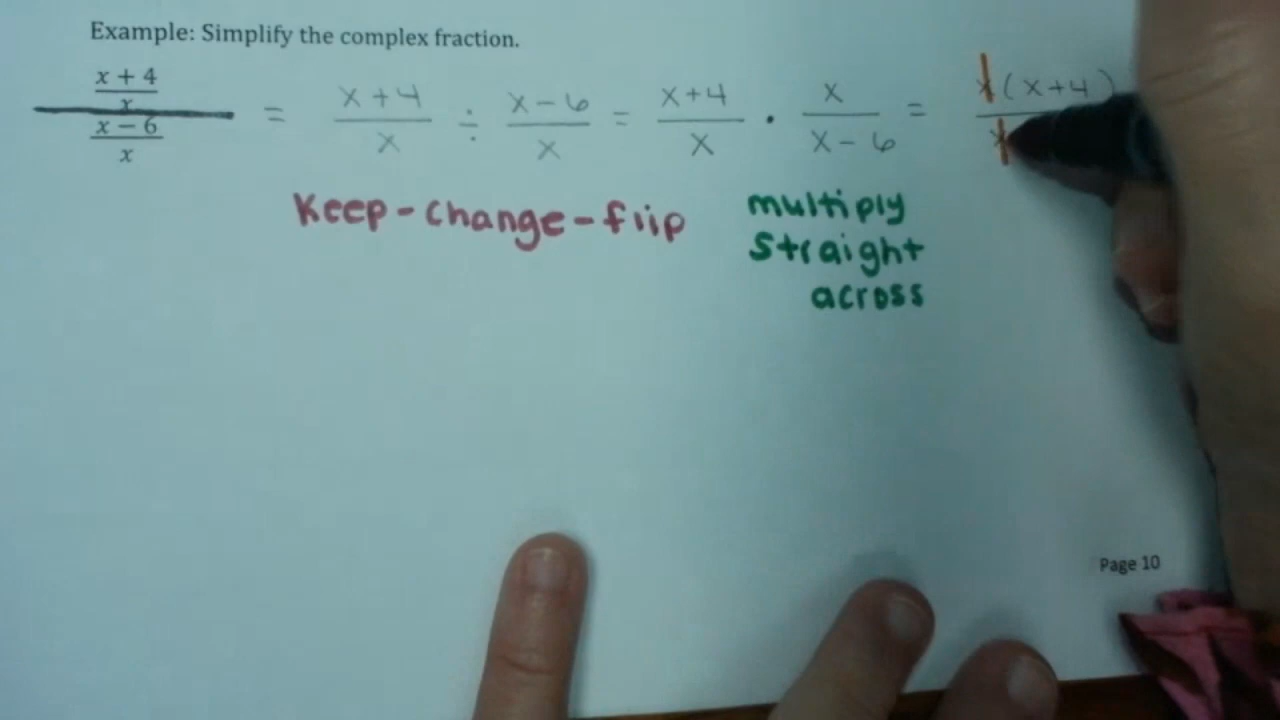 Example: Simplify the complex fraction.
x + 4 / x / x − 6 / x = x+4 / x ÷ x−6 / x = x+4 / x · x / x−6 = x(x+4) / x
Keep-change-flip
multiply
straight
across
Page 10